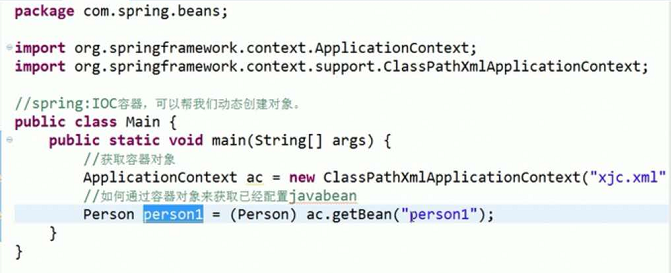 package com.spring.beans;
import org.springframework.context.ApplicationContext;
import org.springframework.context.support.ClassPathXmlApplicationContext;
//spring:IOC容器，可以帮我们动态创建对象。
public class Main {
public static void main(String[] args) {
//获取容器对象
ApplicationContext ac = new ClassPathXmlApplicationContext("xjc.xml"
//如何通过容器对象来获取已经配置javabean
Person person1 = (Person) ac.getBean("person1");
}
}